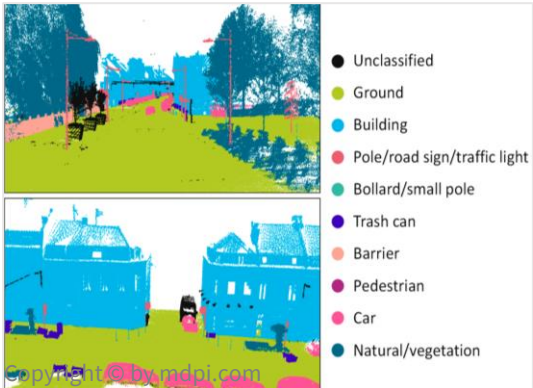 Unclassified
Ground
Building
Pole/road sign/traffic light
Bollard/small pole
Trash can
Barrier
Pedestrian
Car
Natural/vegetation
Copyright © by mdpi.com